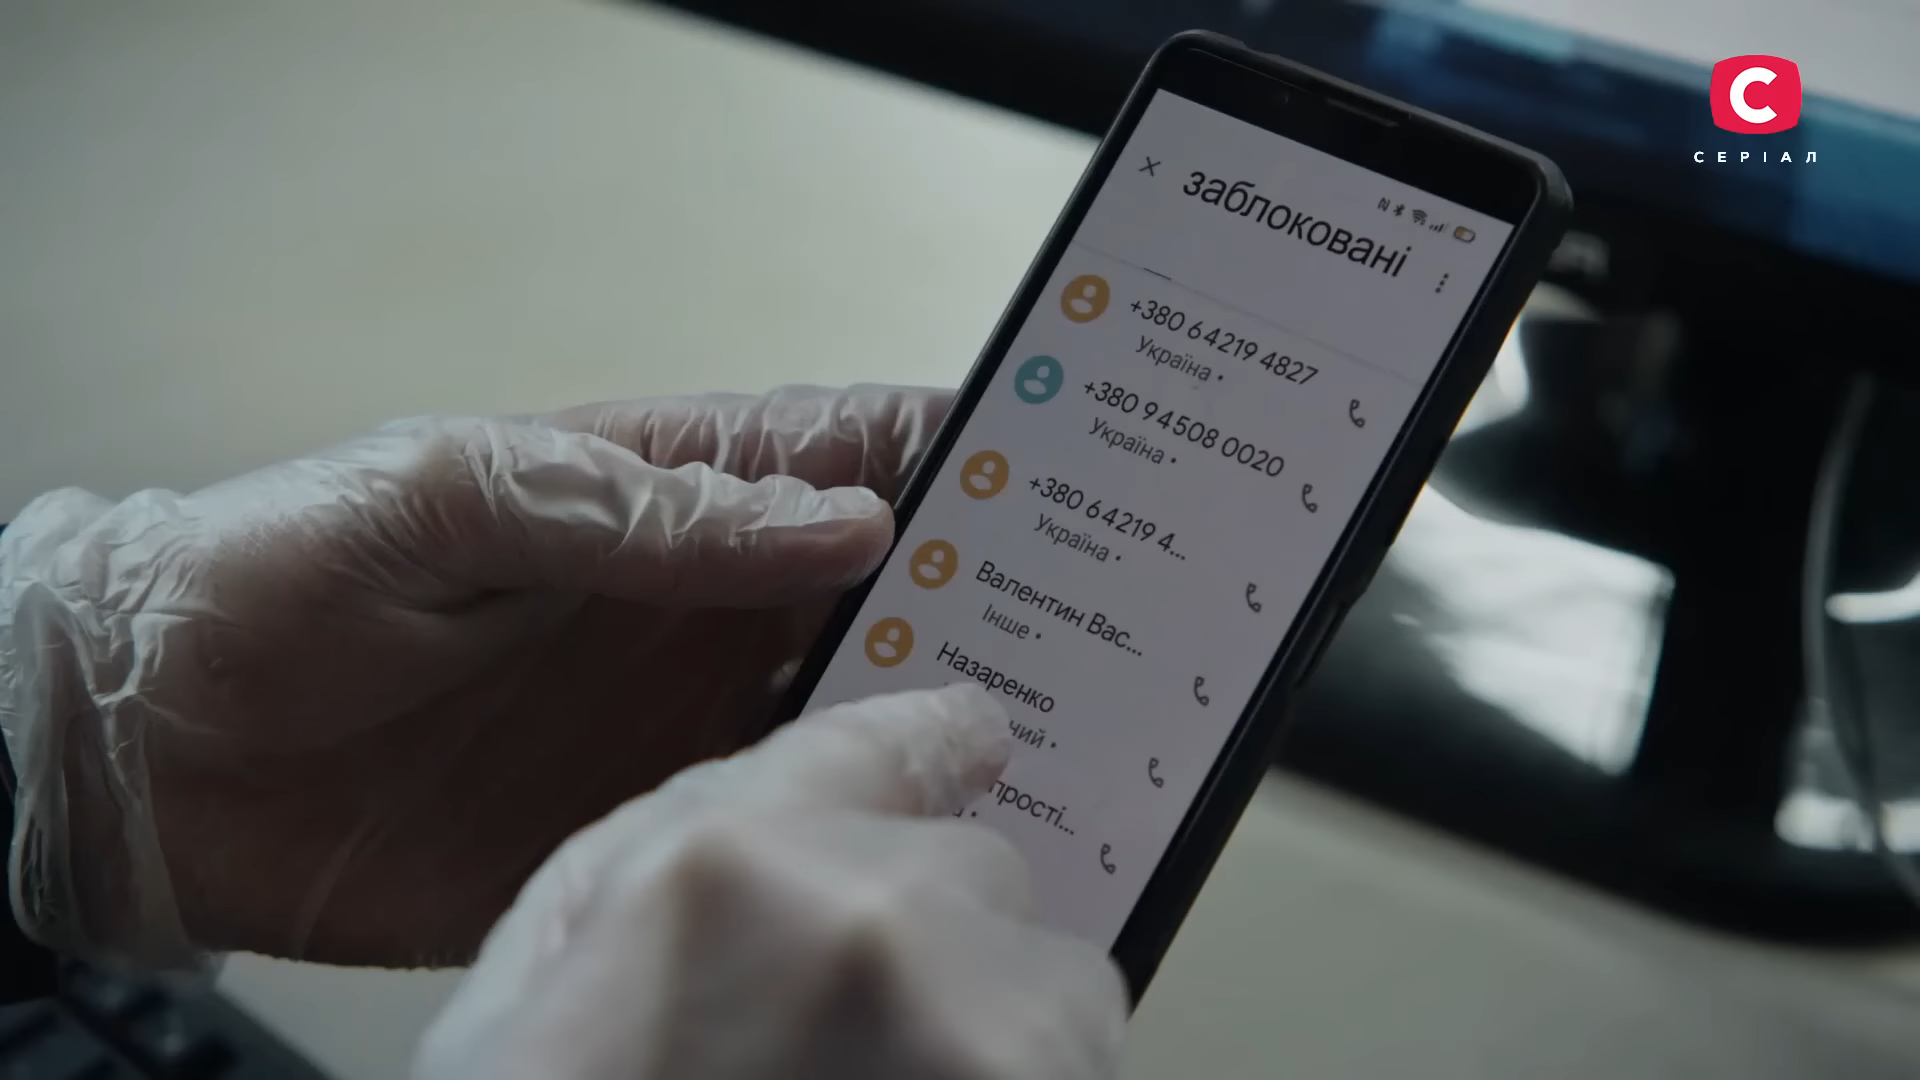 С
СЕРІАЛ
заблоковані
+380 64219 4827
Україна •
+380 94508 0020
Україна •
+380 64219 4...
Україна •
Валентин Вас...
Інше •
Назаренко
чий •
прості...